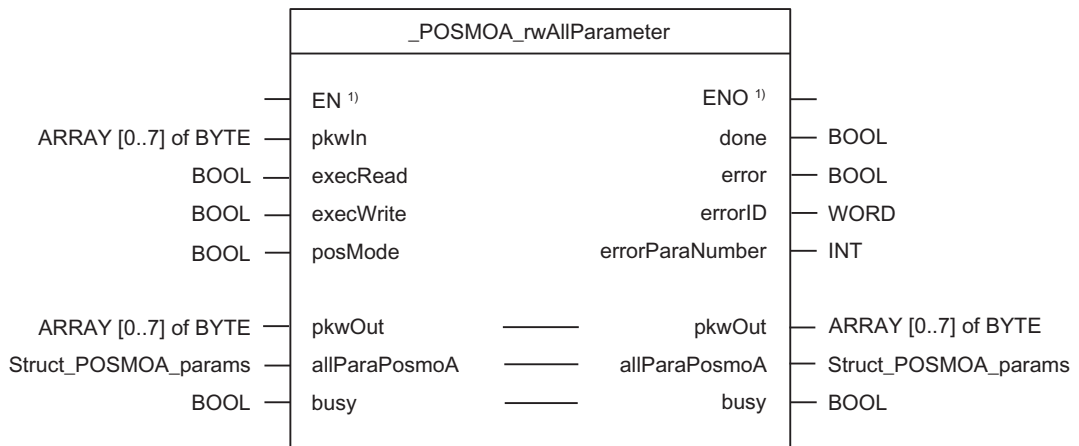 _POSMOA_rwAllParameter
EN 1) ENO 1)
ARRAY [0..7] of BYTE pkwIn done BOOL
BOOL execRead error BOOL
BOOL execWrite errorID WORD
BOOL posMode errorParaNumber INT
ARRAY [0..7] of BYTE pkwOut pkwOut ARRAY [0..7] of BYTE
Struct_POSMOA_params allParaPosmoA allParaPosmoA Struct_POSMOA_params
BOOL busy busy BOOL